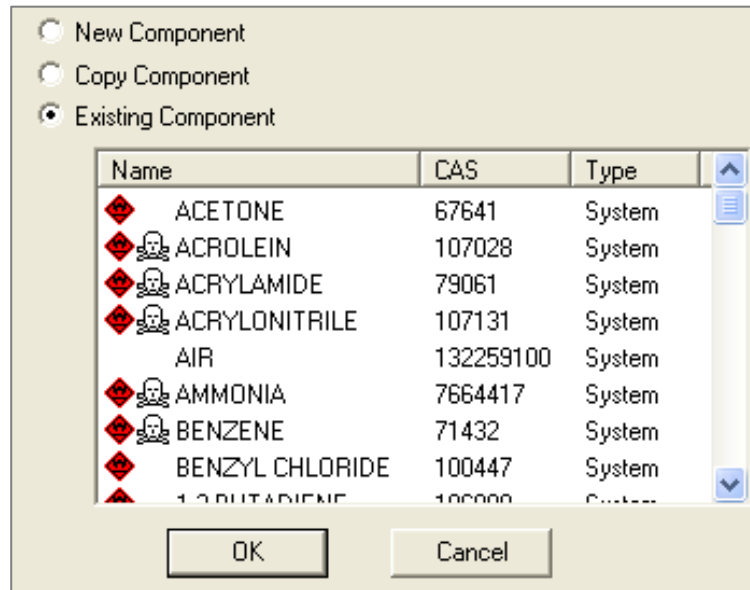 New Component
Copy Component
Existing Component
Name CAS Type
ACETONE 67641 System
ACROLEIN 107028 System
ACRYLAMIDE 79061 System
ACRYLONITRILE 107131 System
AIR 132259100 System
AMMONIA 7664417 System
BENZENE 71432 System
BENZYL CHLORIDE 100447 System
OK Cancel